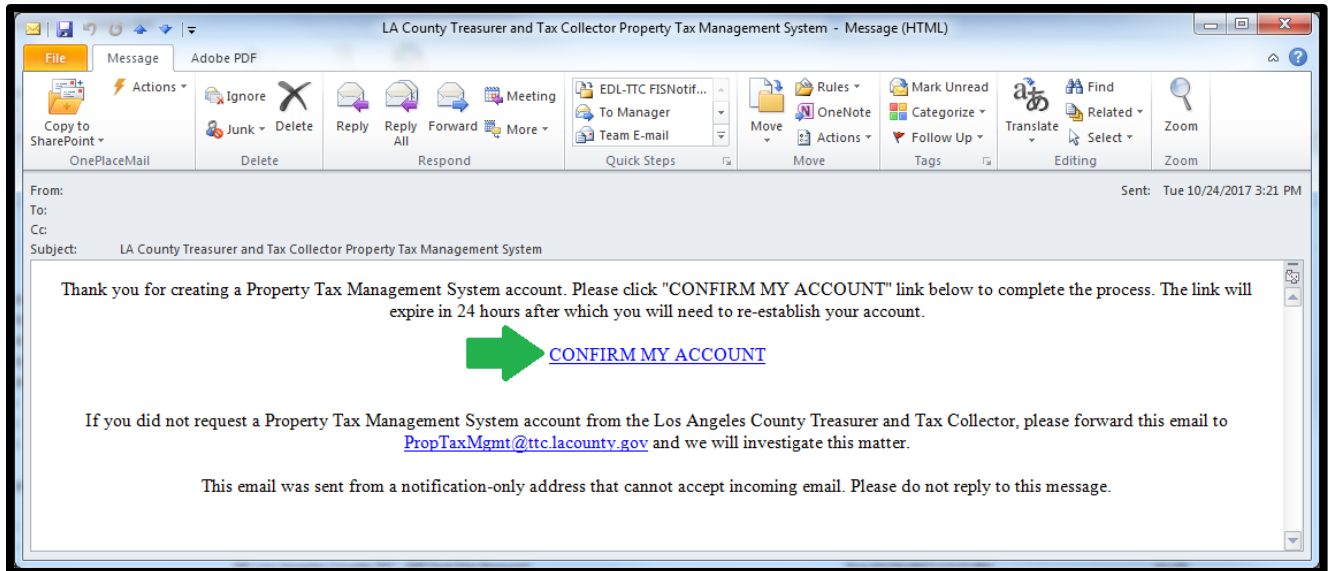 LA County Treasurer and Tax Collector Property Tax Management System - Message (HTML)
File Message Adobe PDF
Copy to SharePoint
Actions
OnePlaceMail
Ignore
Junk
Delete
Delete
Reply
Reply All
Forward
Meeting
More
Respond
EDL-TTC FISNotif...
To Manager
Team E-mail
Quick Steps
Move
Rules
OneNote
Actions
Move
Mark Unread
Categorize
Follow Up
Tags
Translate
Find
Related
Select
Editing
Zoom
Zoom
From:
Sent: Tue 10/24/2017 3:21 PM
To:
Cc:
Subject: LA County Treasurer and Tax Collector Property Tax Management System
Thank you for creating a Property Tax Management System account. Please click "CONFIRM MY ACCOUNT" link below to complete the process. The link will
expire in 24 hours after which you will need to re-establish your account.
CONFIRM MY ACCOUNT
If you did not request a Property Tax Management System account from the Los Angeles County Treasurer and Tax Collector, please forward this email to
PropTaxMgmt@ttc.lacounty.gov and we will investigate this matter.
This email was sent from a notification-only address that cannot accept incoming email. Please do not reply to this message.